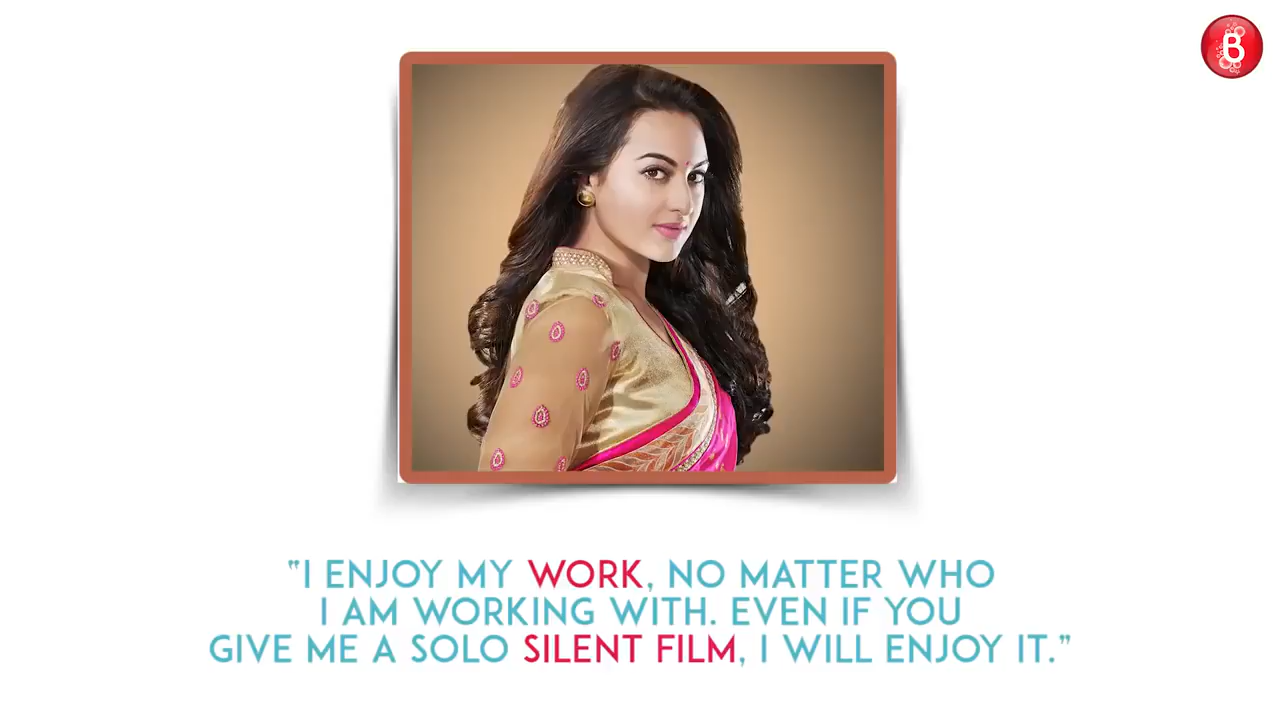 B
"I ENJOY MY WORK, NO MATTER WHO
I AM WORKING WITH. EVEN IF YOU
GIVE ME A SOLO SILENT FILM, I WILL ENJOY IT."